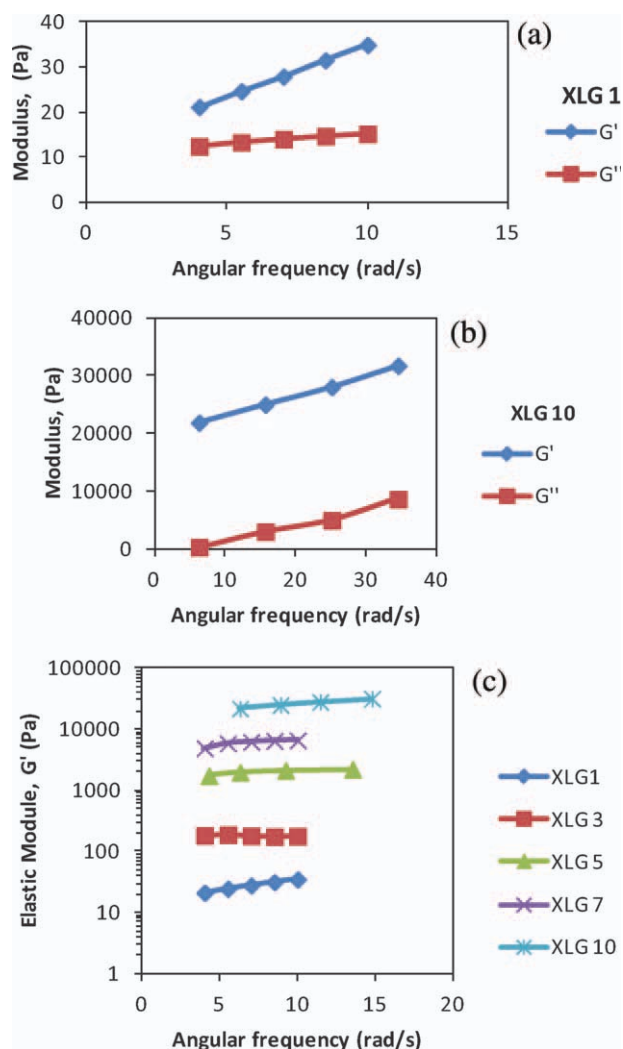 (a)
Modulus, (Pa)
40
30
20
10
0
0 5 10 15
Angular frequency (rad/s)
XLG 1
G'
G"
(b)
Modulus, (Pa)
40000
30000
20000
10000
0
0 10 20 30 40
Angular frequency (rad/s)
XLG 10
G'
G"
(c)
Elastic Module, G' (Pa)
100000
10000
1000
100
10
1
0 5 10 15 20
Angular frequency (rad/s)
XLG1
XLG 3
XLG 5
XLG 7
XLG 10